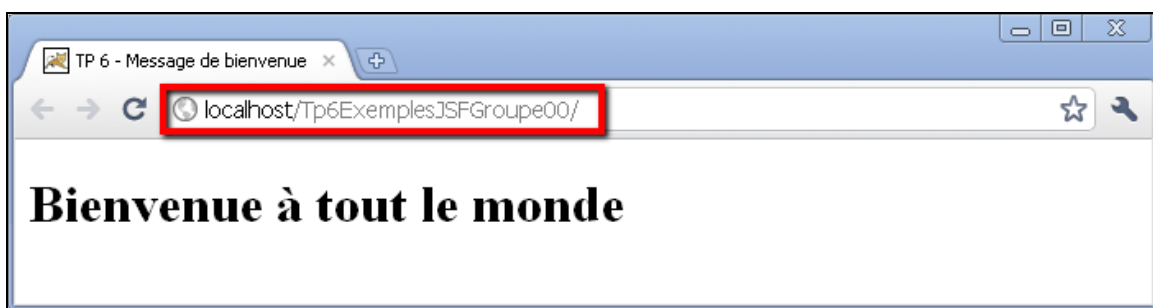 TP 6 - Message de bienvenue
localhost/Tp6ExemplesJSFGroupe00/
Bienvenue à tout le monde